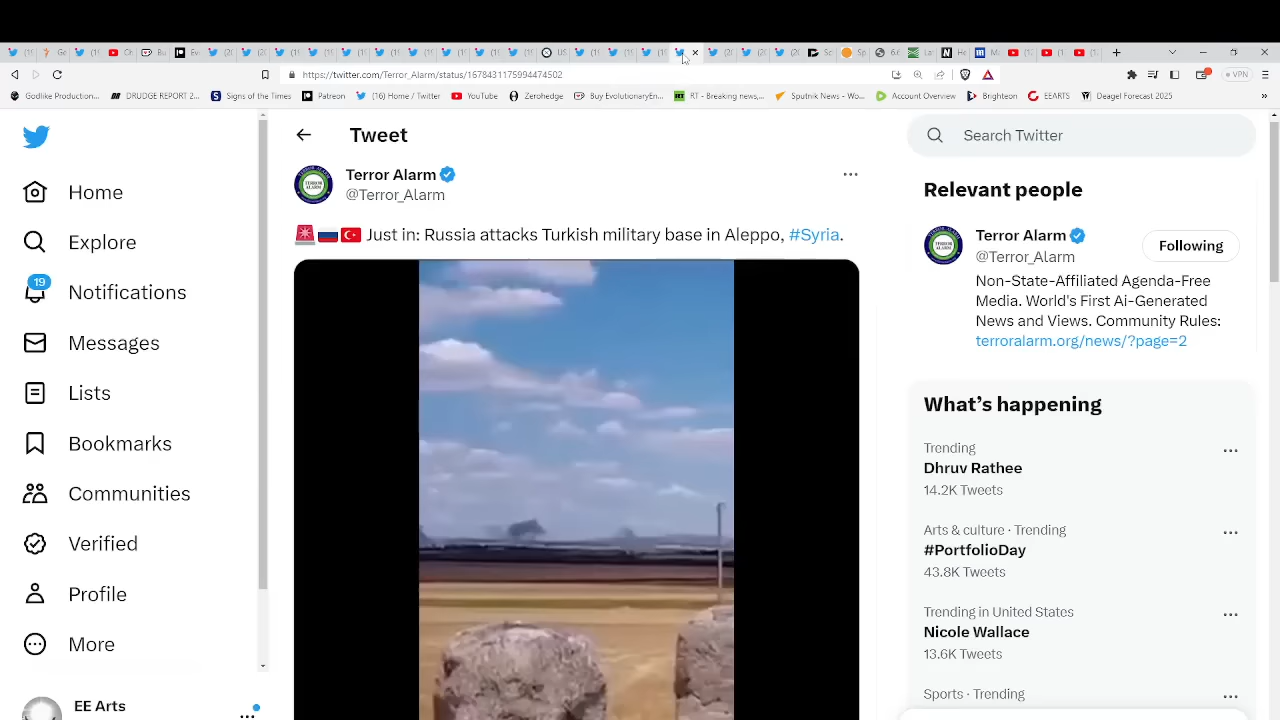 https://twitter.com/Terror_Alarm/status/1678431175994474502
VPN
Godlike Production...
DRUDGE REPORT 2...
Signs of the Times
Patreon
(16) Home / Twitter
YouTube
Zerohedge
Buy EvolutionaryEn...
RT - Breaking news,...
Sputnik News - Wo...
Account Overview
Brighteon
EEARTS
Deagel Forecast 2025
Home
Explore
19
Notifications
Messages
Lists
Bookmarks
Communities
Verified
Profile
More
EE Arts
Tweet
Terror Alarm
@Terror_Alarm
Just in: Russia attacks Turkish military base in Aleppo, #Syria.
Search Twitter
Relevant people
Terror Alarm
@Terror_Alarm
Following
Non-State-Affiliated Agenda-Free
Media. World's First Ai-Generated
News and Views. Community Rules:
terroralarm.org/news/?page=2
What's happening
Trending
Dhruv Rathee
14.2K Tweets
Arts & culture · Trending
#PortfolioDay
43.8K Tweets
Trending in United States
Nicole Wallace
13.6K Tweets
Sports · Trending